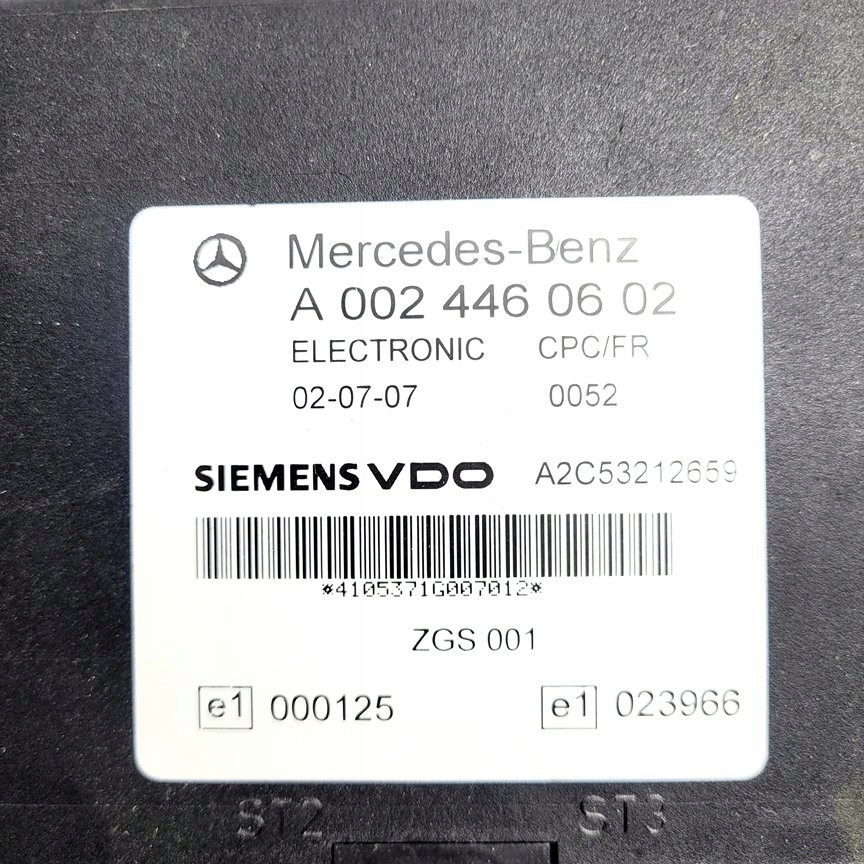 Mercedes-Benz
A 002 446 06 02
ELECTRONIC CPC/FR
02-07-07 0052
SIEMENS VDO A2C53212659
*4105371G007012*
ZGS 001
e1 000125 e1 023966
ST2 ST3